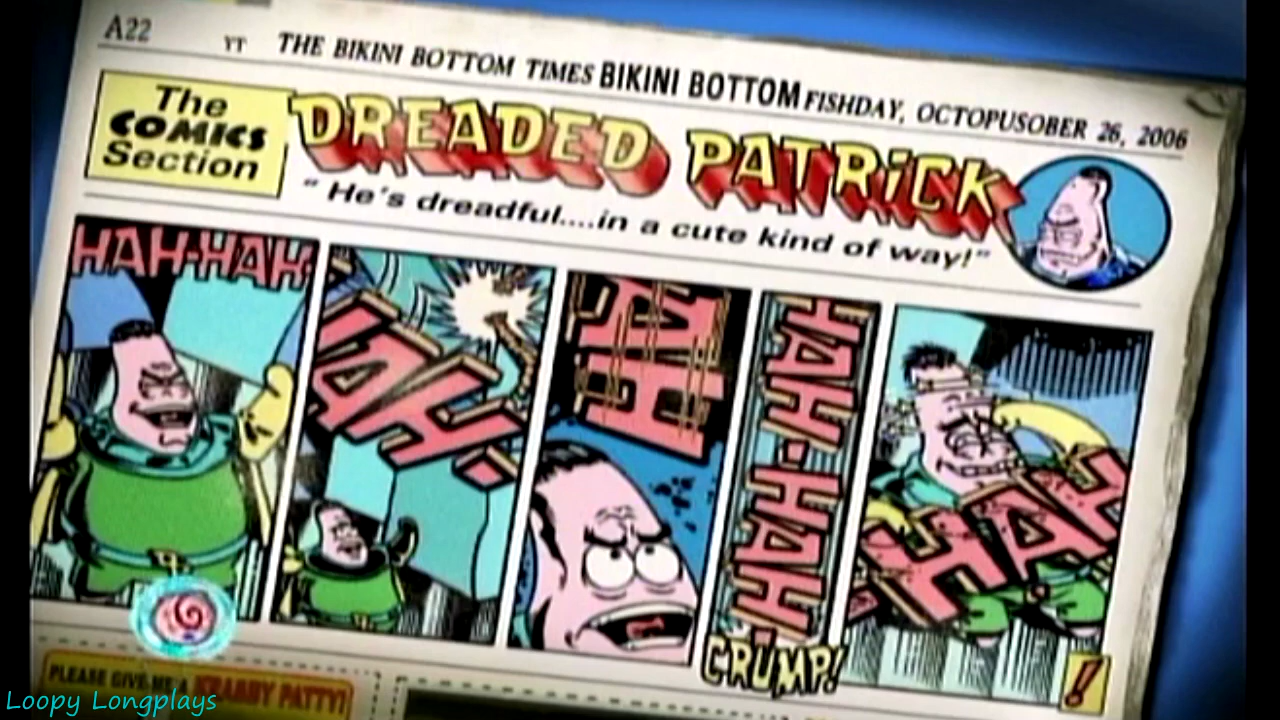 A22
YT
THE BIKINI BOTTOM TIMES BIKINI BOTTOM FISHDAY, OCTOPUSOBER 26, 2006
The
COMICS
Section
DREADED PATRiCK
"He's dreadful....in a cute kind of way!"
HAH-HAH-
HAH-
HAH
HAH-HAH-
CRUMP!
HAH
!
PLEASE GIVE ME A KRABBY PATTY!
Loopy Longplays